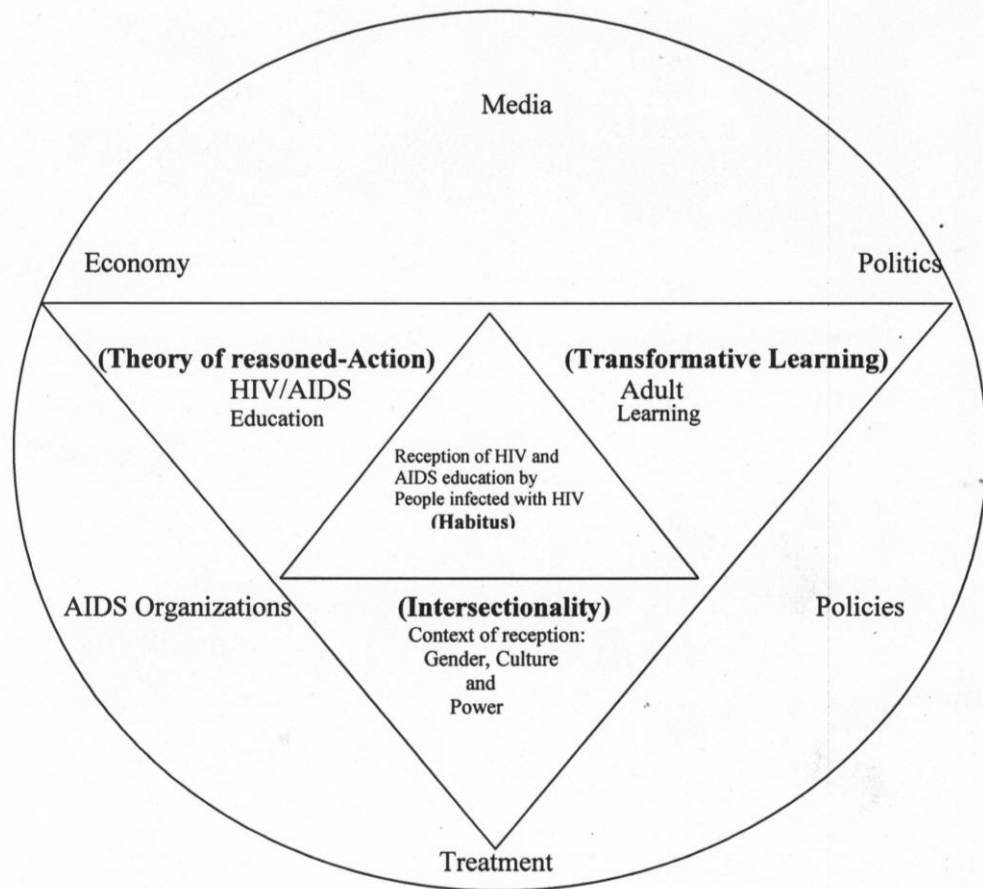 Media
Economy
Politics
(Theory of reasoned-Action)
HIV/AIDS
Education
(Transformative Learning)
Adult
Learning
Reception of HIV and
AIDS education by
People infected with HIV
(Habitus)
AIDS Organizations
(Intersectionality)
Context of reception:
Gender, Culture
and
Power
Policies
Treatment